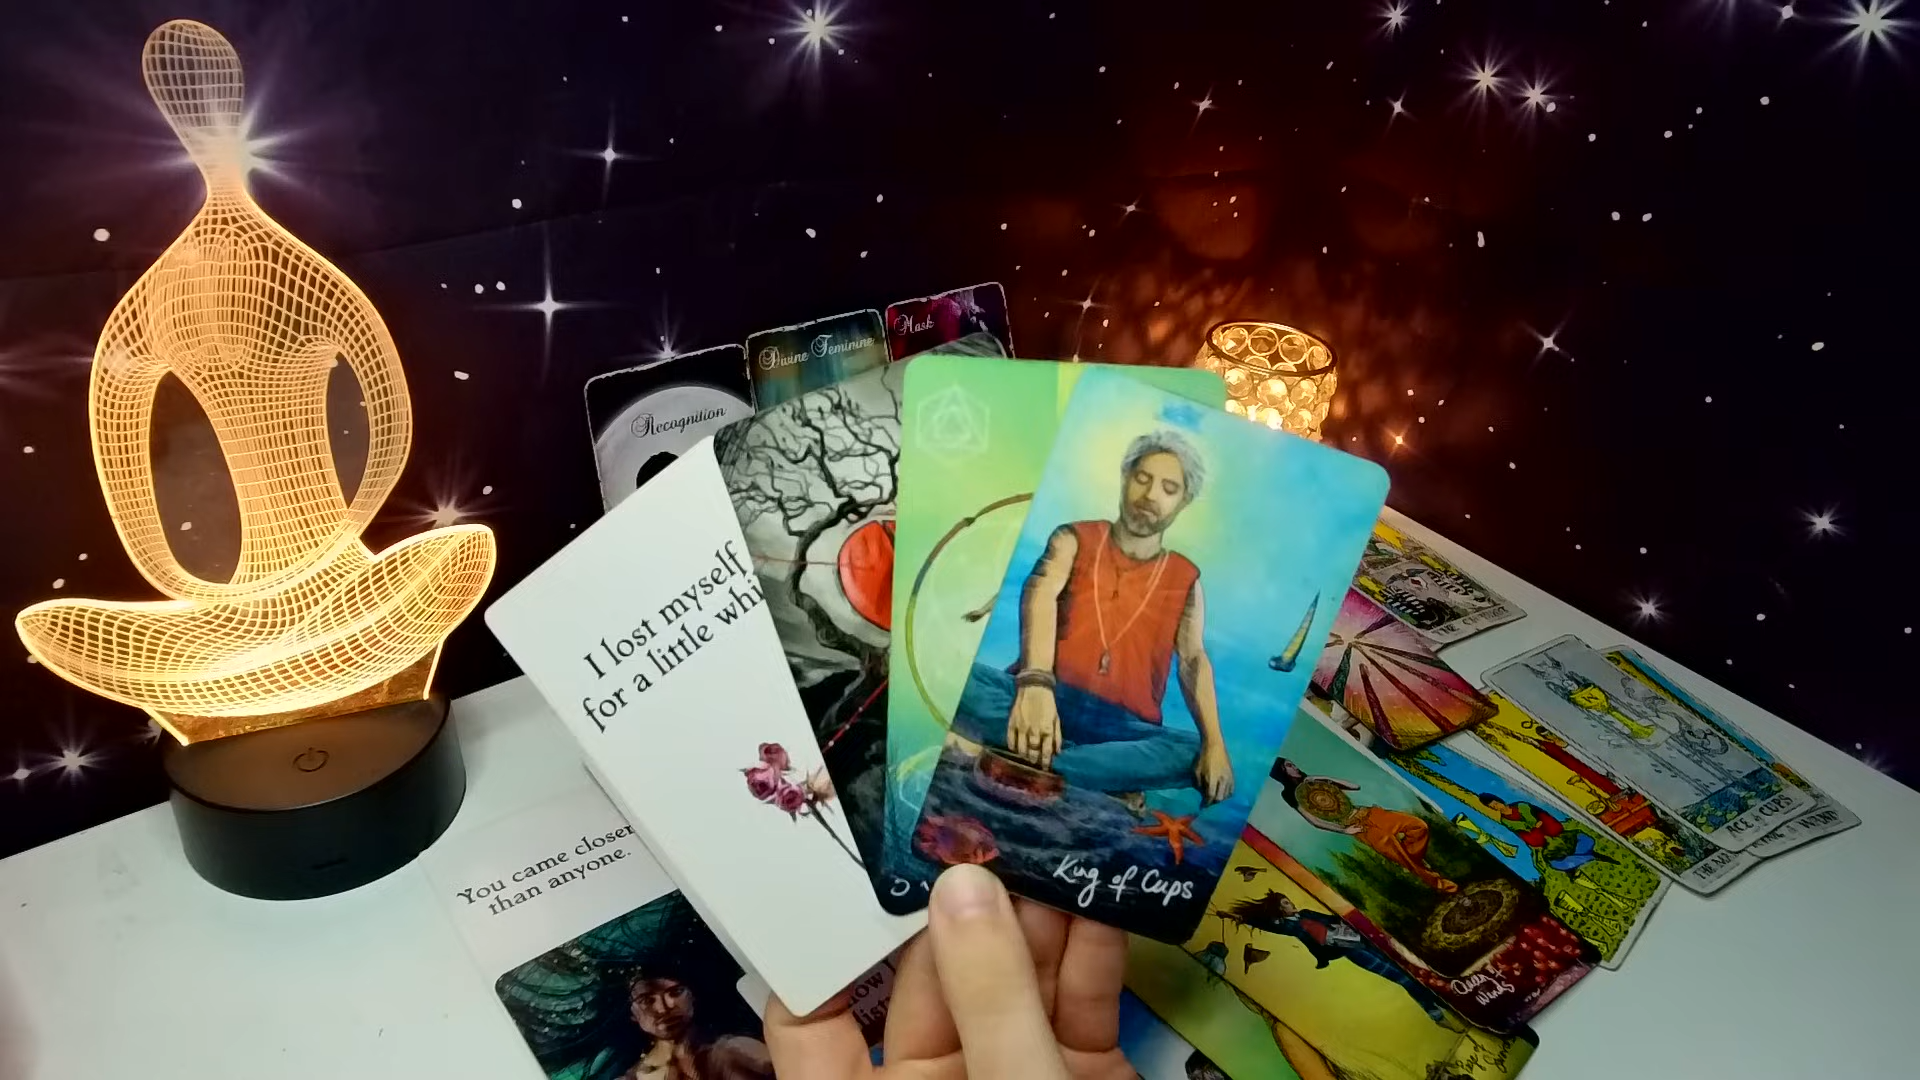 Mask
Divine Feminine
Recognition
I lost myself
for a little
King of Cups
You came closer
than anyone.
ACE of CUPS
Queen of
Wands